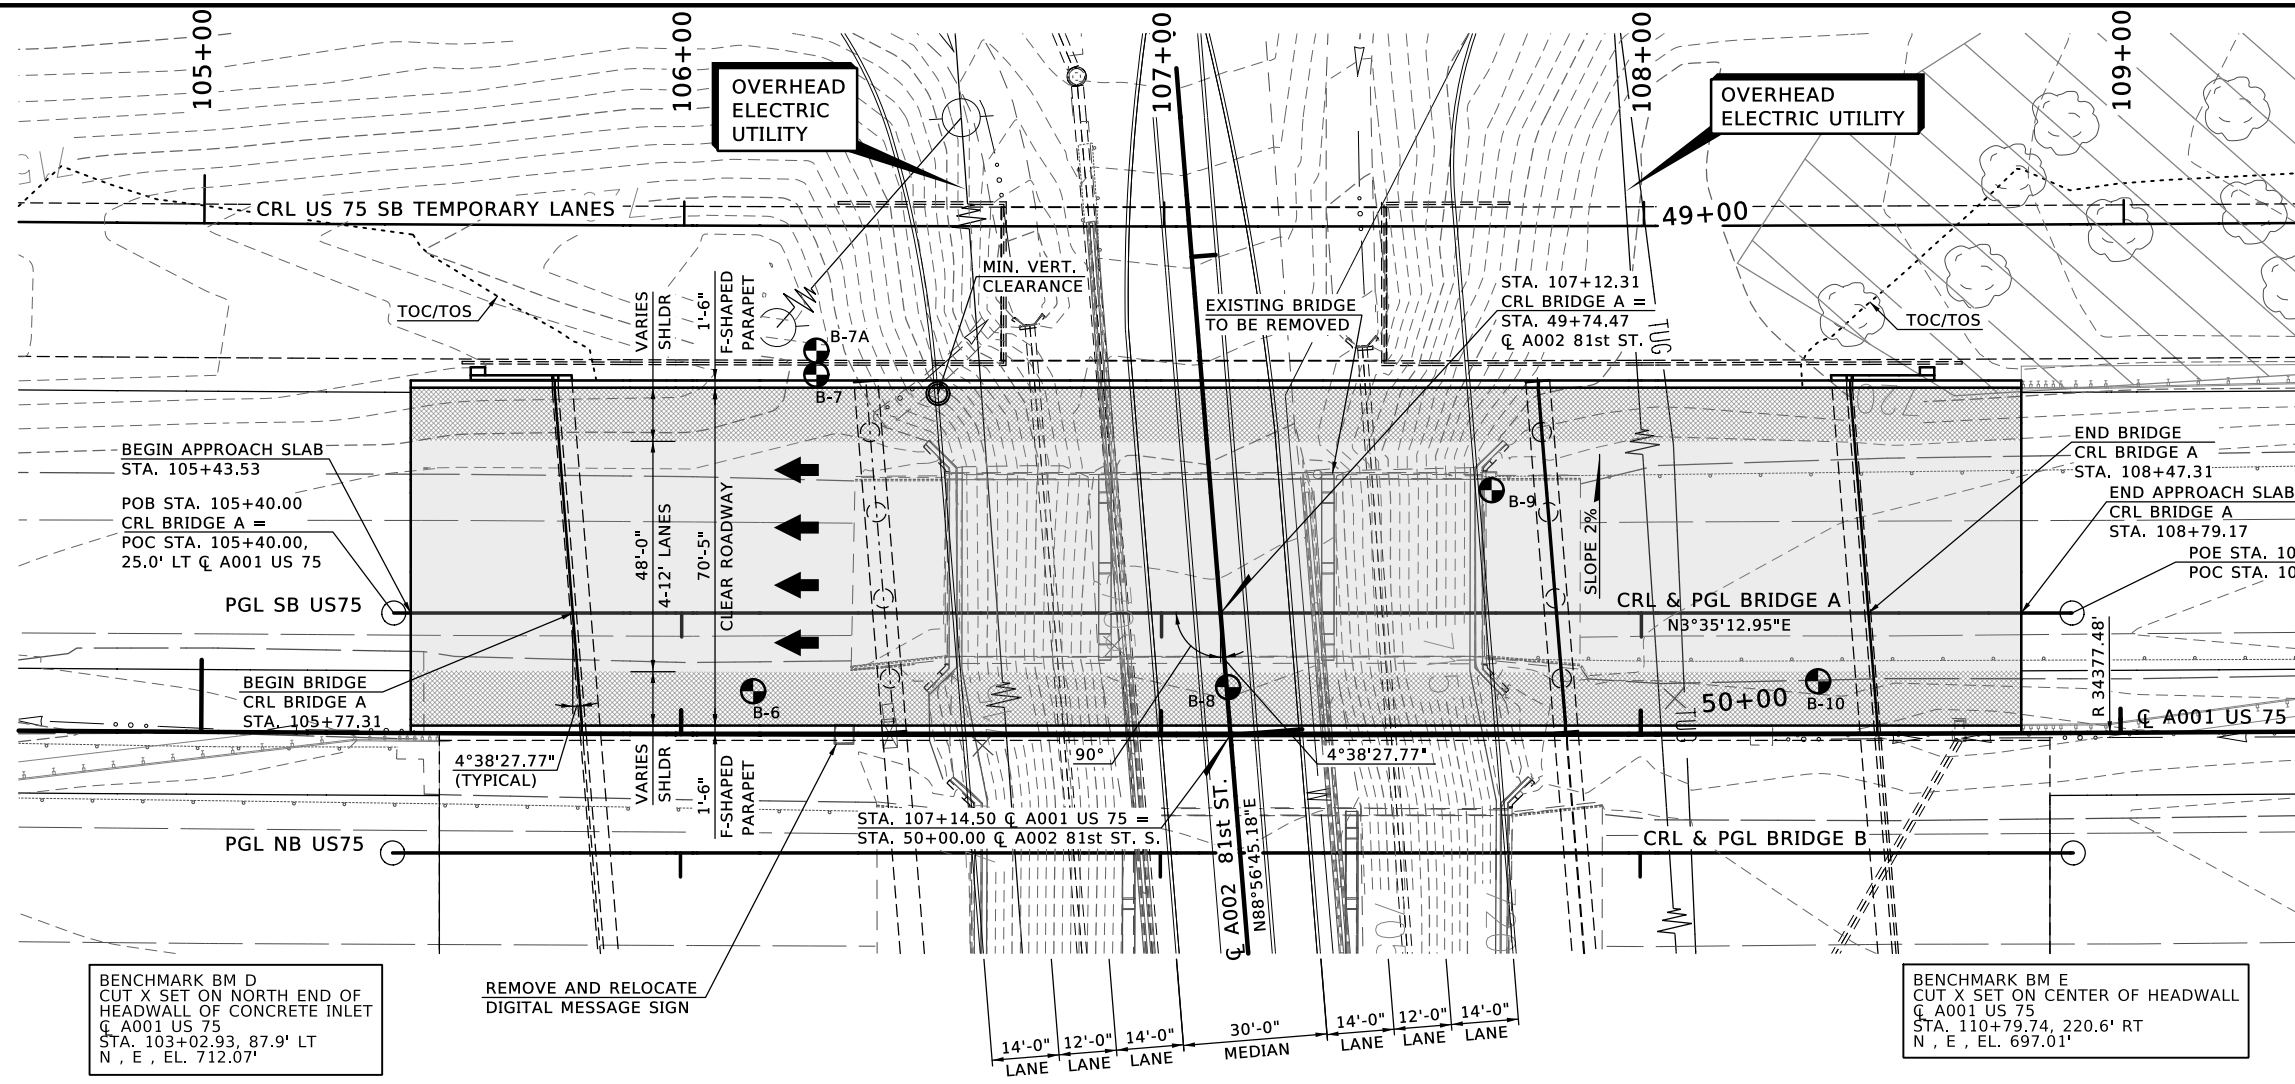 105+00
106+00
107+00
108+00
109+00
OVERHEAD
ELECTRIC
UTILITY
OVERHEAD
ELECTRIC UTILITY
CRL US 75 SB TEMPORARY LANES
49+00
TOC/TOS
VARIES
SHLDR
1'-6"
F-SHAPED
PARAPET
B-7A
B-7
MIN. VERT.
CLEARANCE
EXISTING BRIDGE
TO BE REMOVED
STA. 107+12.31
CRL BRIDGE A =
STA. 49+74.47
℄ A002 81st ST.
TUG
TOC/TOS
BEGIN APPROACH SLAB
STA. 105+43.53
POB STA. 105+40.00
CRL BRIDGE A =
POC STA. 105+40.00,
25.0' LT ℄ A001 US 75
PGL SB US75
48'-0"
4-12' LANES
70'-5"
CLEAR ROADWAY
B-9
SLOPE 2%
720
END BRIDGE
CRL BRIDGE A
STA. 108+47.31
END APPROACH SLAB
CRL BRIDGE A
STA. 108+79.17
POE STA. 10
POC STA. 10
CRL & PGL BRIDGE A
N3°35'12.95"E
R 34377.48'
BEGIN BRIDGE
CRL BRIDGE A
STA. 105+77.31
B-6
B-8
50+00
B-10
TUG
℄ A001 US 75
4°38'27.77"
(TYPICAL)
VARIES
SHLDR
1'-6"
F-SHAPED
PARAPET
90°
4°38'27.77"
STA. 107+14.50 ℄ A001 US 75 =
STA. 50+00.00 ℄ A002 81st ST. S.
℄ A002 81st ST.
N88°56'45.18"E
PGL NB US75
CRL & PGL BRIDGE B
REMOVE AND RELOCATE
DIGITAL MESSAGE SIGN
BENCHMARK BM D
CUT X SET ON NORTH END OF
HEADWALL OF CONCRETE INLET
℄ A001 US 75
STA. 103+02.93, 87.9' LT
N , E , EL. 712.07'
14'-0"
LANE
12'-0"
LANE
14'-0"
LANE
30'-0"
MEDIAN
14'-0"
LANE
12'-0"
LANE
14'-0"
LANE
BENCHMARK BM E
CUT X SET ON CENTER OF HEADWALL
℄ A001 US 75
STA. 110+79.74, 220.6' RT
N , E , EL. 697.01'